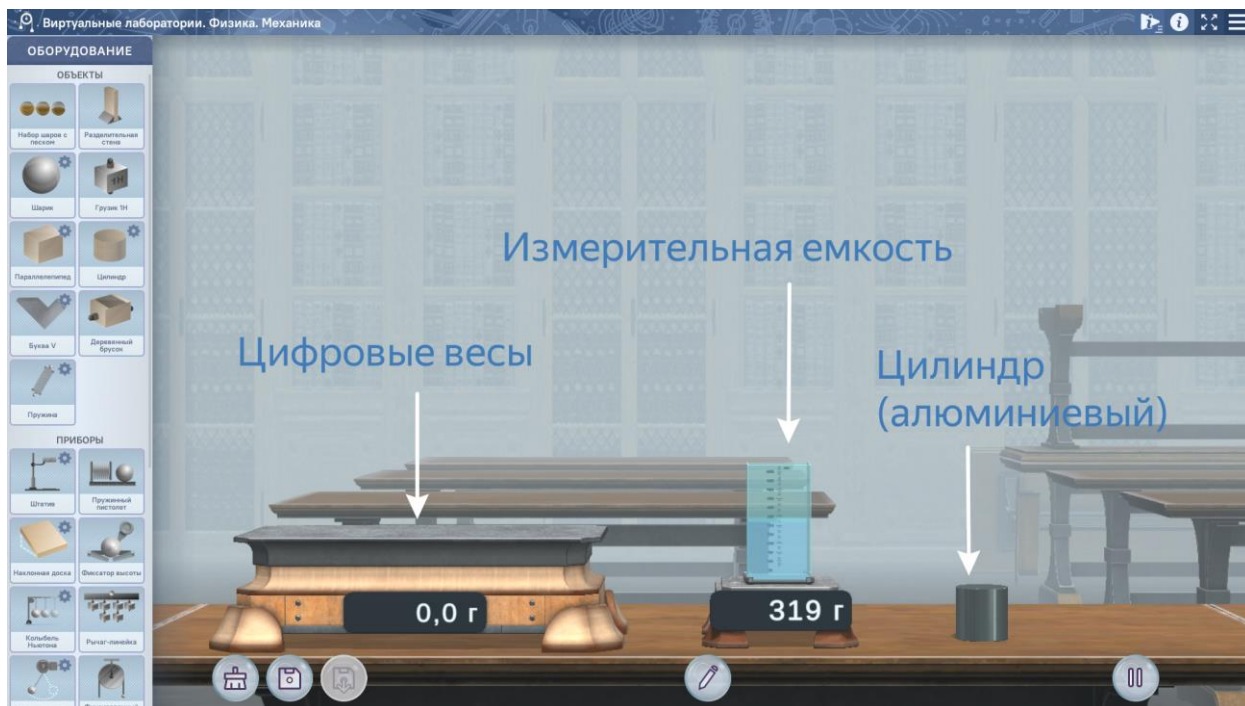 Виртуальные лаборатории. Физика. Механика
ОБОРУДОВАНИЕ
ОБЪЕКТЫ
Набор шаров с песком
Разделительная стена
Шарик
Грузик 1Н
1Н
Параллелепипед
Цилиндр
Буква V
Деревянный брусок
Пружина
ПРИБОРЫ
Штатив
Пружинный пистолет
Наклонная доска
Фиксатор высоты
Колыбель Ньютона
Рычаг-линейка
Измерительная емкость
Цифровые весы
Цилиндр
(алюминиевый)
0,0 г
319 г